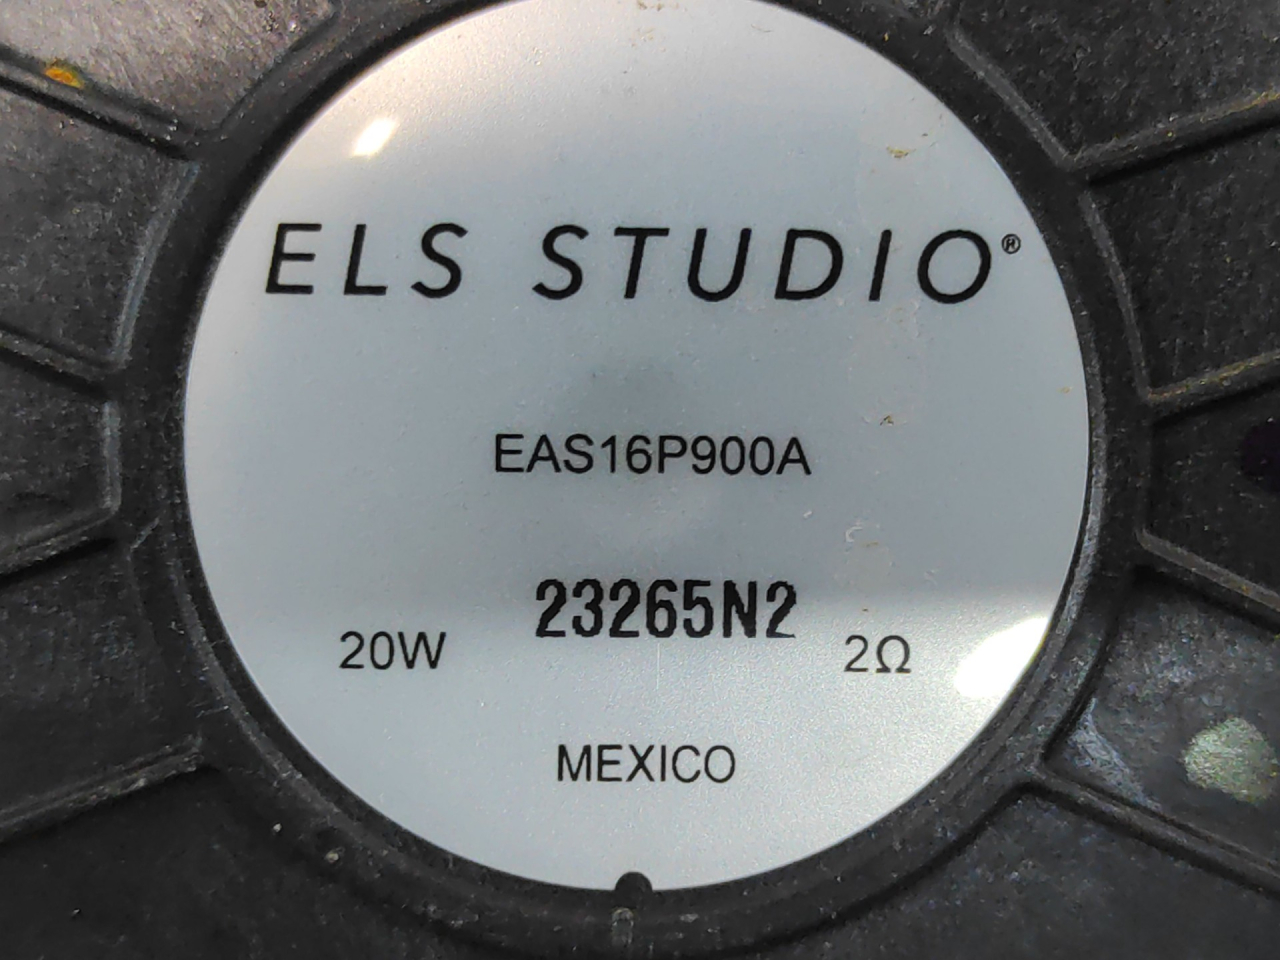 ELS STUDIO®
EAS16P900A
23265N2
20W 2Ω
MEXICO